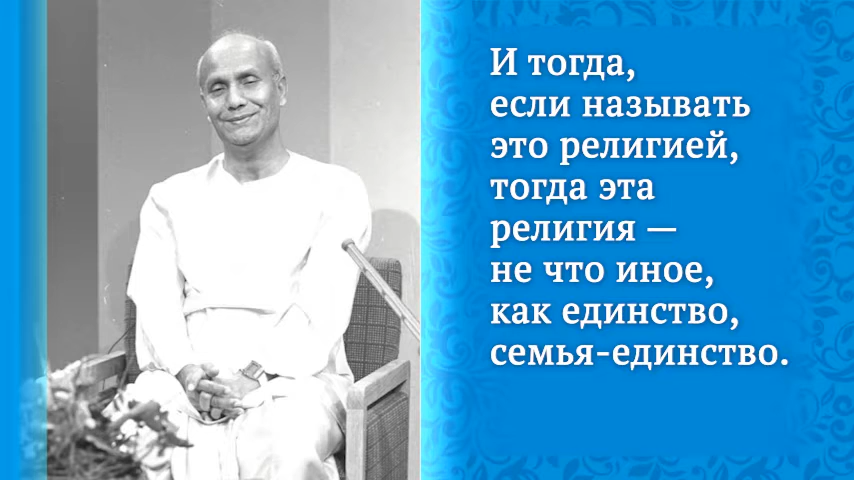 И тогда,
если называть
это религией,
тогда эта
религия —
не что иное,
как единство,
семья-единство.